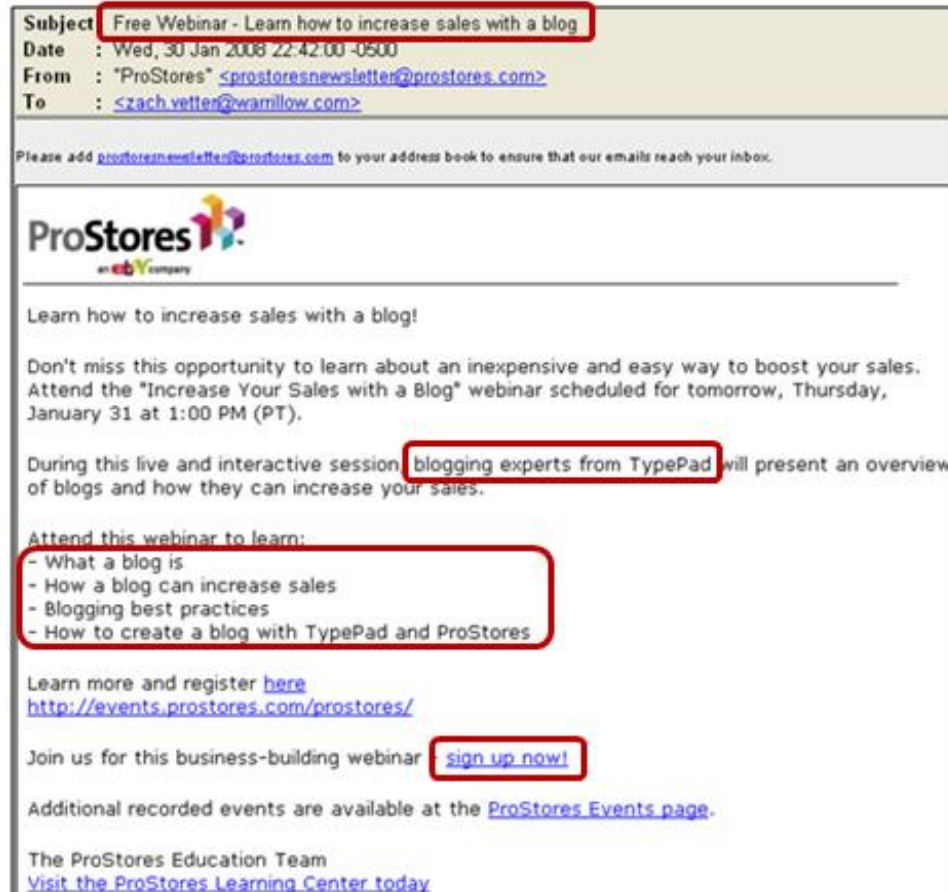 Subject: Free Webinar - Learn how to increase sales with a blog
Date : Wed, 30 Jan 2008 22:42:00 -0500
From : "ProStores" <prostoresnewsletter@prostores.com>
To : <zach.vetter@warrillow.com>
Please add prostoresnewsletter@prostores.com to your address book to ensure that our emails reach your inbox.
ProStores
an ebY company
Learn how to increase sales with a blog!
Don't miss this opportunity to learn about an inexpensive and easy way to boost your sales.
Attend the "Increase Your Sales with a Blog" webinar scheduled for tomorrow, Thursday,
January 31 at 1:00 PM (PT).
During this live and interactive session, blogging experts from TypePad will present an overview
of blogs and how they can increase your sales.
Attend this webinar to learn:
- What a blog is
- How a blog can increase sales
- Blogging best practices
- How to create a blog with TypePad and ProStores
Learn more and register here
http://events.prostores.com/prostores/
Join us for this business-building webinar - sign up now!
Additional recorded events are available at the ProStores Events page.
The ProStores Education Team
Visit the ProStores Learning Center today